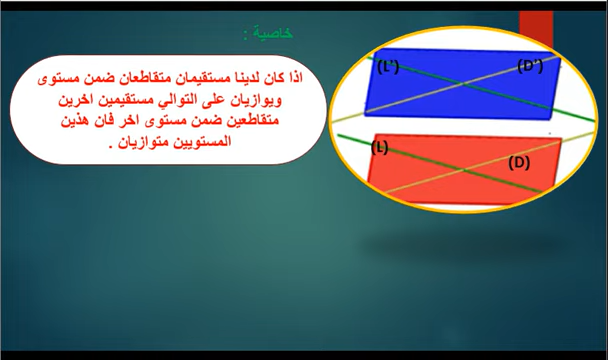 خاصية :
اذا كان لدينا مستقيمان متقاطعان ضمن مستوى
ويوازيان على التوالي مستقيمين اخرين
متقاطعين ضمن مستوى اخر فان هذين
المستويين متوازيان .
(L') (D')
(L) (D)